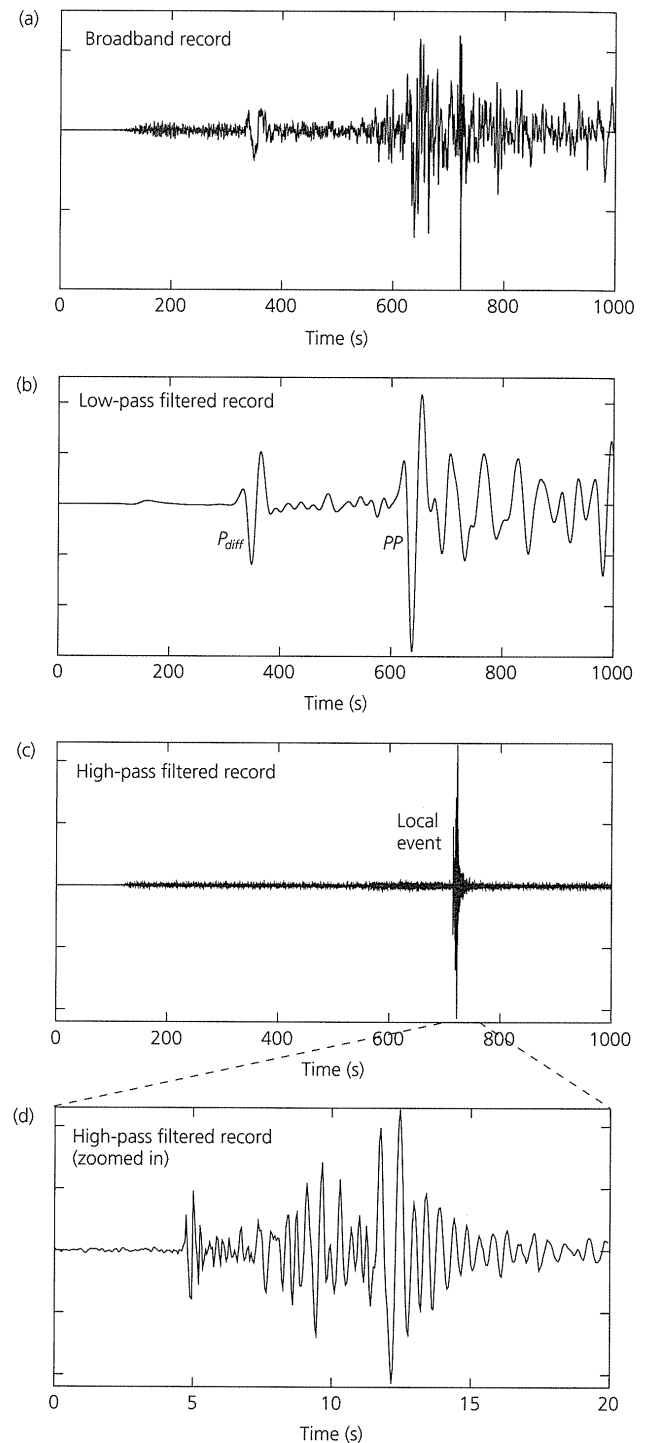 (a)
Broadband record
0 200 400 600 800 1000
Time (s)
(b)
Low-pass filtered record
Pdiff
PP
0 200 400 600 800 1000
Time (s)
(c)
High-pass filtered record
Local
event
0 200 400 600 800 1000
Time (s)
(d)
High-pass filtered record
(zoomed in)
0 5 10 15 20
Time (s)